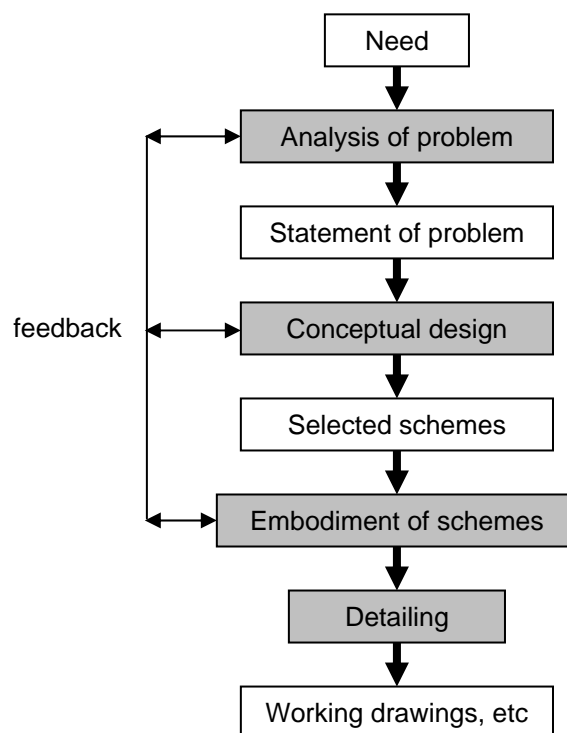 Need
Analysis of problem
Statement of problem
feedback
Conceptual design
Selected schemes
Embodiment of schemes
Detailing
Working drawings, etc